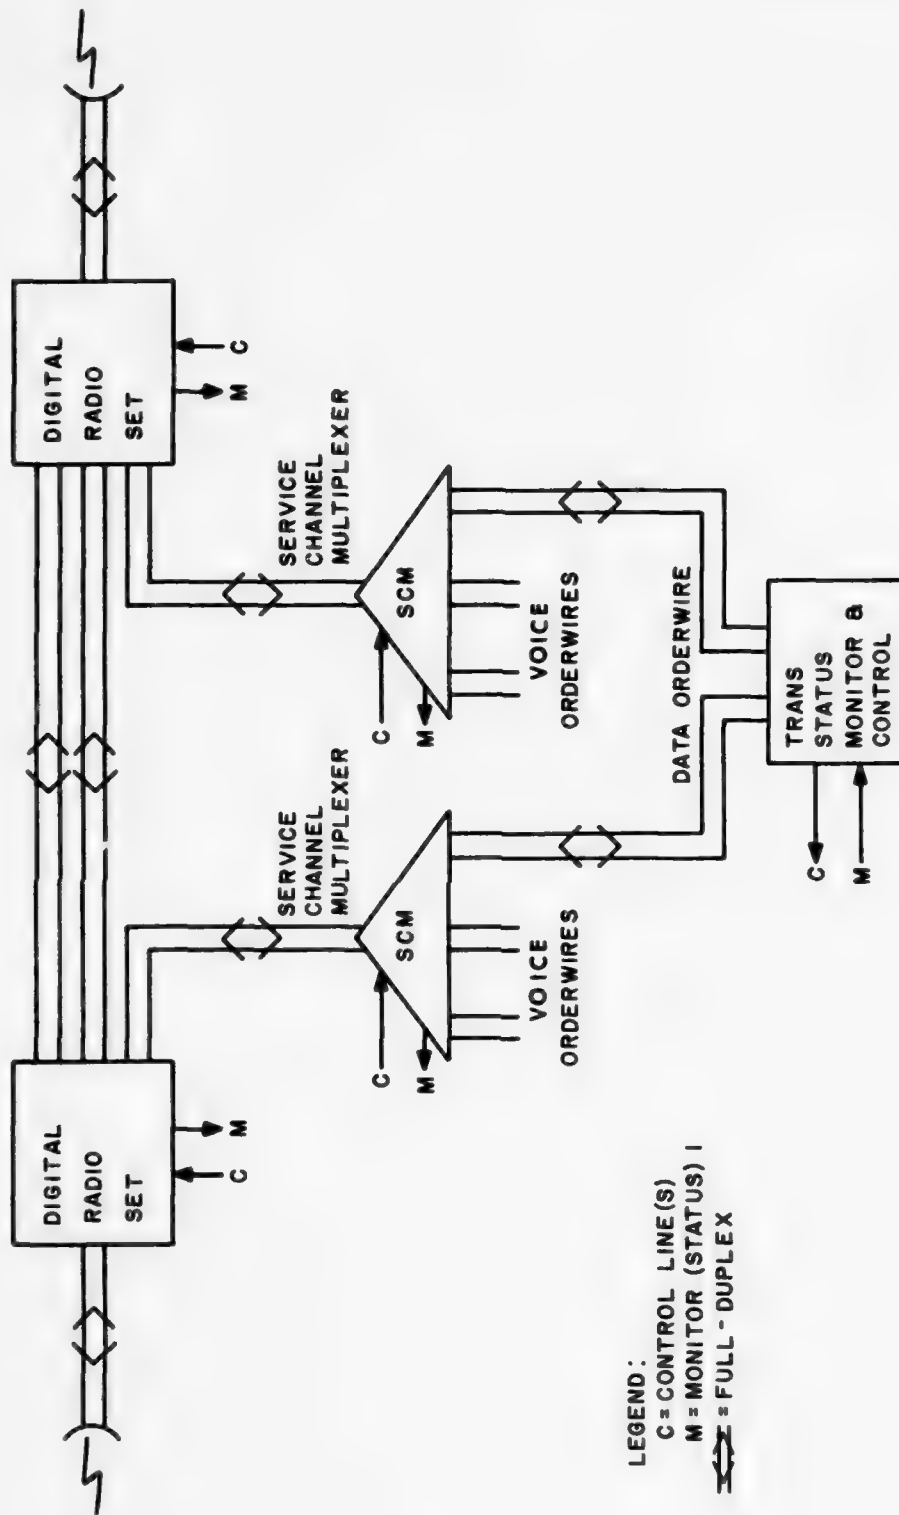 DIGITAL
RADIO
SET
C
M
DIGITAL
RADIO
SET
M
C
SERVICE
CHANNEL
MULTIPLEXER
C
M
SCM
VOICE
ORDERWIRES
SERVICE
CHANNEL
MULTIPLEXER
C
M
SCM
VOICE
ORDERWIRES
DATA ORDERWIRE
C
M
TRANS
STATUS
MONITOR &
CONTROL
LEGEND:
C = CONTROL LINE(S)
M = MONITOR (STATUS) I
= FULL-DUPLEX